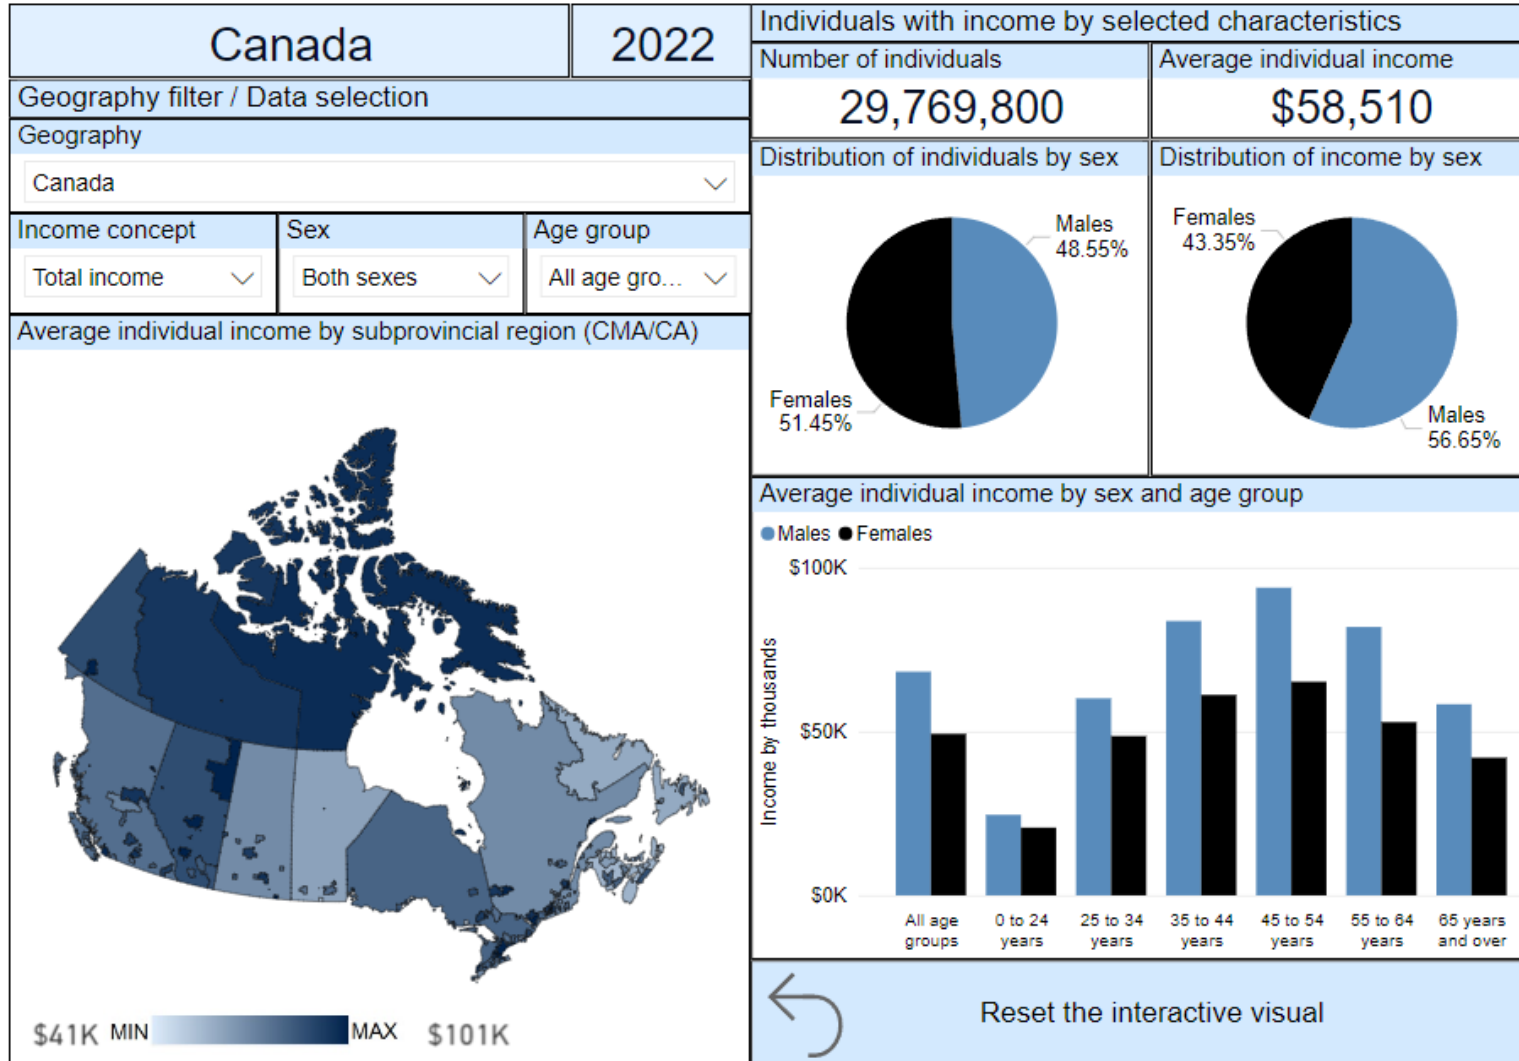 Canada
2022
Geography filter / Data selection
Geography
Canada
Income concept
Sex
Age group
Total income
Both sexes
All age gro...
Average individual income by subprovincial region (CMA/CA)
$41K
MIN
MAX
$101K
Individuals with income by selected characteristics
Number of individuals
Average individual income
29,769,800
$58,510
Distribution of individuals by sex
Males
48.55%
Females
51.45%
Distribution of income by sex
Females
43.35%
Males
56.65%
Average individual income by sex and age group
Males
Females
Income by thousands
$100K
$50K
$0K
All age
groups
0 to 24
years
25 to 34
years
35 to 44
years
45 to 54
years
55 to 64
years
65 years
and over
Reset the interactive visual